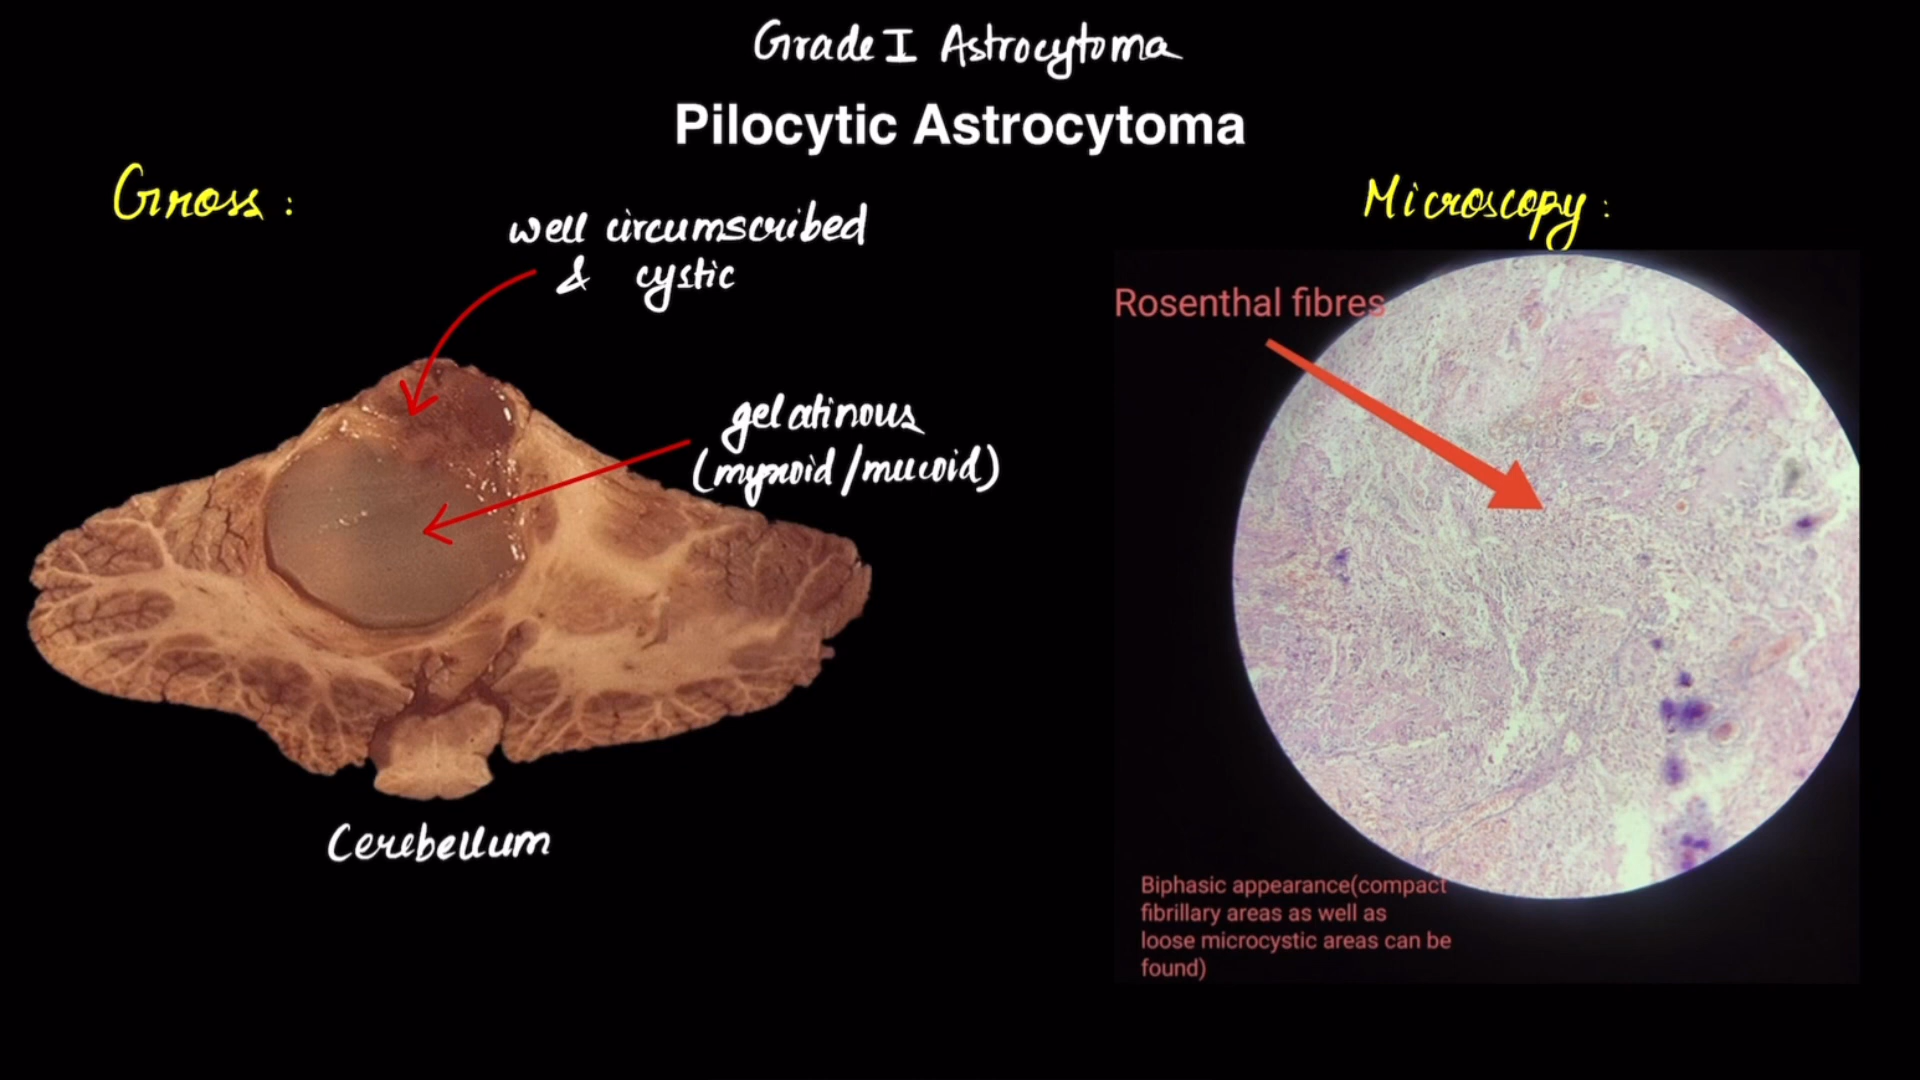 Grade I Astrocytoma
Pilocytic Astrocytoma
Gross :
well circumscribed
& cystic
gelatinous
(myxoid/mucoid)
Cerebellum
Microscopy :
Rosenthal fibres
Biphasic appearance(compact
fibrillary areas as well as
loose microcystic areas can be
found)